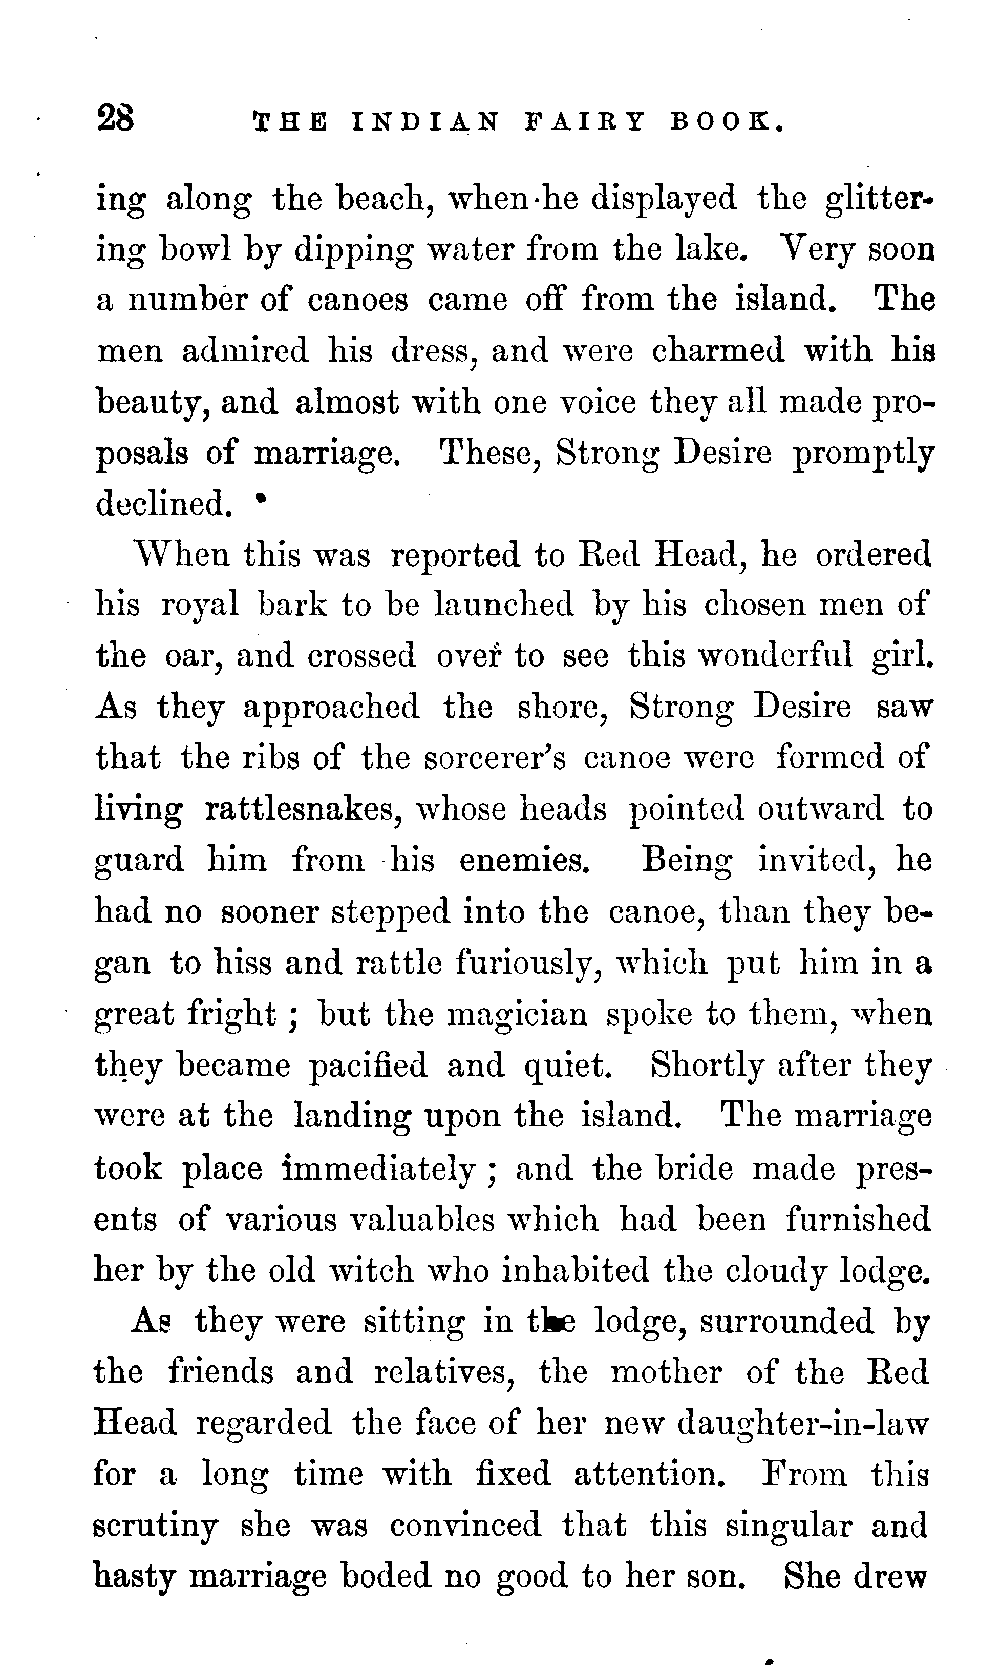 28 THE INDIAN FAIRY BOOK.
ing along the beach, when he displayed the glitter-
ing bowl by dipping water from the lake. Very soon
a number of canoes came off from the island. The
men admired his dress, and were charmed with his
beauty, and almost with one voice they all made pro-
posals of marriage. These, Strong Desire promptly
declined.
When this was reported to Red Head, he ordered
his royal bark to be launched by his chosen men of
the oar, and crossed over to see this wonderful girl.
As they approached the shore, Strong Desire saw
that the ribs of the sorcerer's canoe were formed of
living rattlesnakes, whose heads pointed outward to
guard him from his enemies. Being invited, he
had no sooner stepped into the canoe, than they be-
gan to hiss and rattle furiously, which put him in a
great fright ; but the magician spoke to them, when
they became pacified and quiet. Shortly after they
were at the landing upon the island. The marriage
took place immediately ; and the bride made pres-
ents of various valuables which had been furnished
her by the old witch who inhabited the cloudy lodge.
As they were sitting in the lodge, surrounded by
the friends and relatives, the mother of the Red
Head regarded the face of her new daughter-in-law
for a long time with fixed attention. From this
scrutiny she was convinced that this singular and
hasty marriage boded no good to her son. She drew